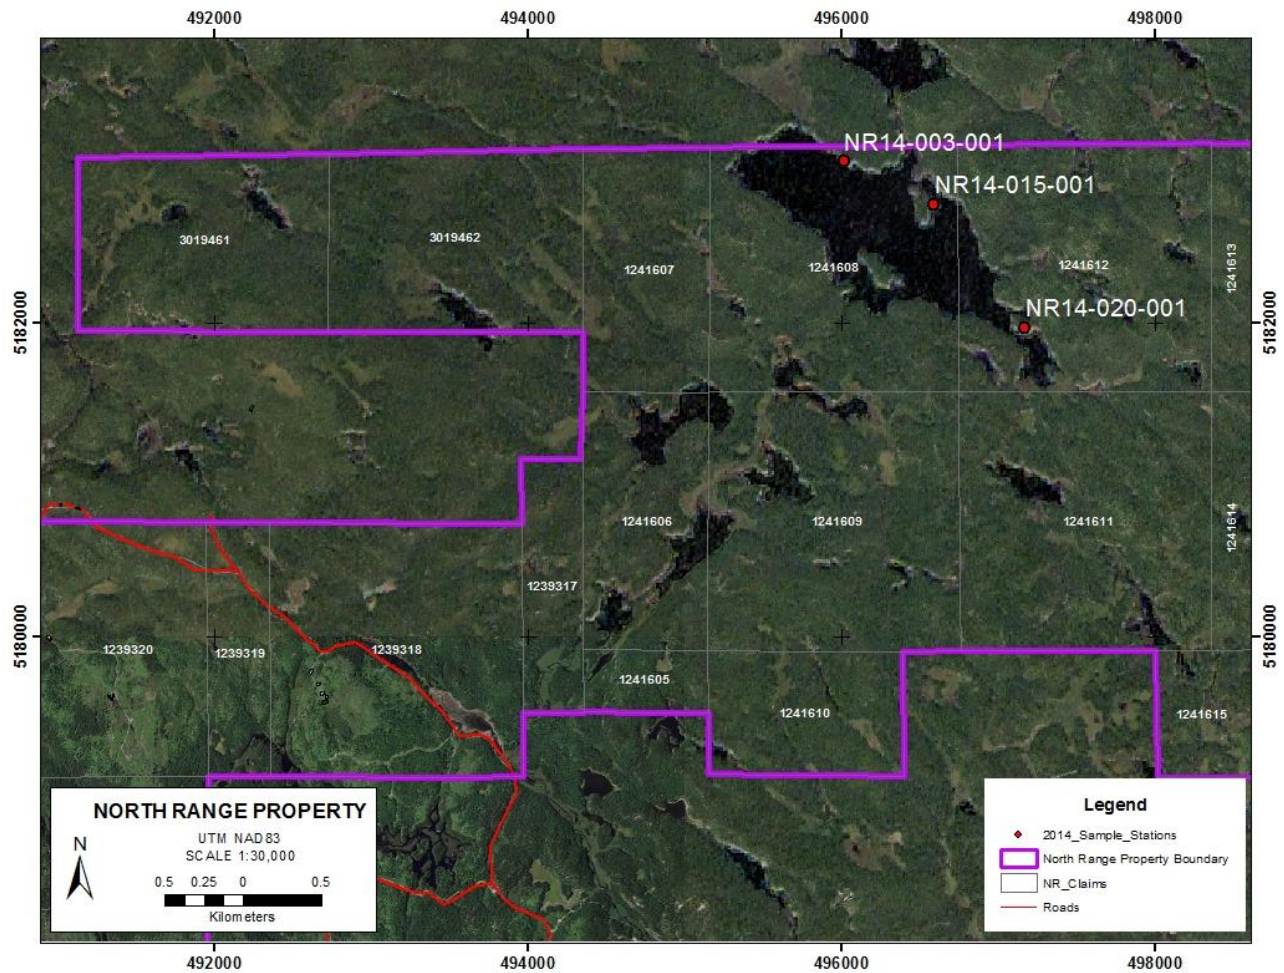 492000 494000 496000 498000
NR14-003-001
NR14-015-001
3019461 3019462
1241607 1241608 1241612 1241613
NR14-020-001
5182000 5182000
1241606 1241609 1241611 1241614
1239317
5180000 5180000
1239320 1239319 1239318
1241605
1241610 1241615
NORTH RANGE PROPERTY
N
UTM NAD83
SCALE 1:30,000
0.5 0.25 0 0.5
Kilometers
Legend
2014_Sample_Stations
North Range Property Boundary
NR_Claims
Roads
492000 494000 496000 498000